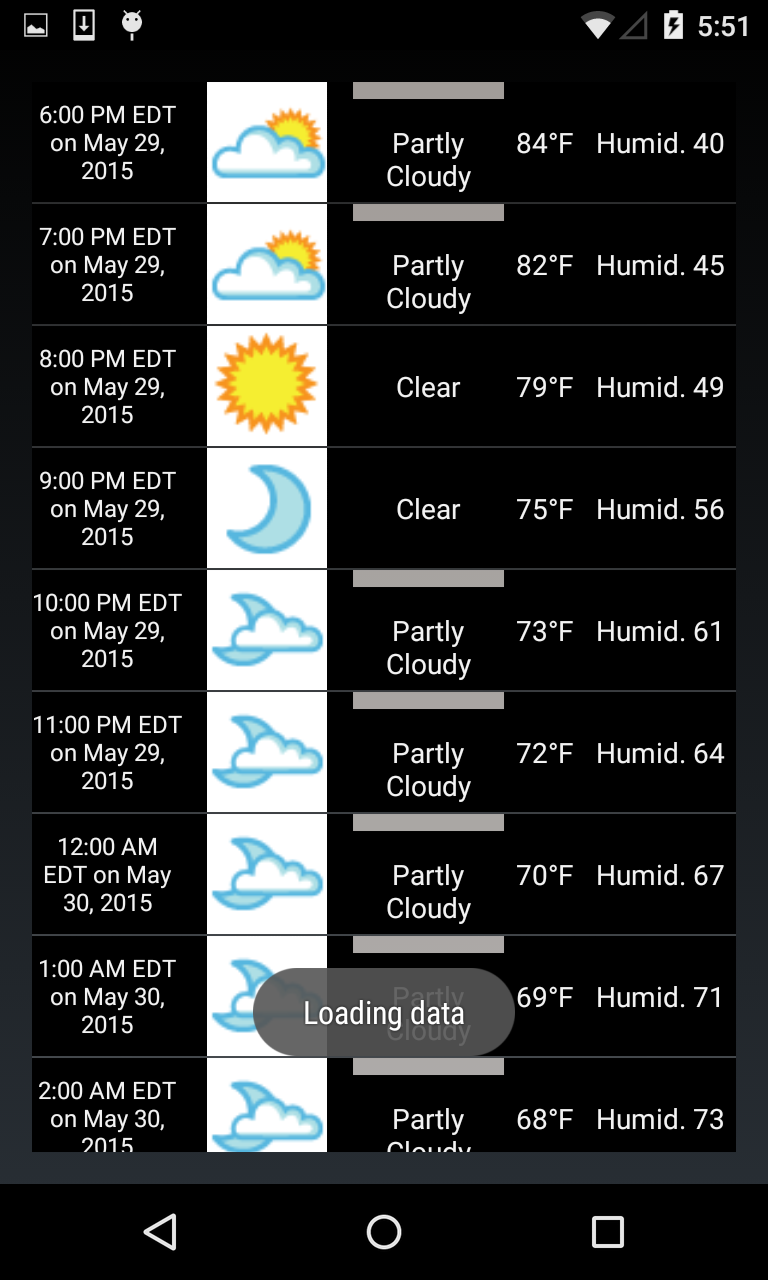 5:51
6:00 PM EDT
on May 29,
2015
Partly
Cloudy
84°F
Humid. 40
7:00 PM EDT
on May 29,
2015
Partly
Cloudy
82°F
Humid. 45
8:00 PM EDT
on May 29,
2015
Clear
79°F
Humid. 49
9:00 PM EDT
on May 29,
2015
Clear
75°F
Humid. 56
10:00 PM EDT
on May 29,
2015
Partly
Cloudy
73°F
Humid. 61
11:00 PM EDT
on May 29,
2015
Partly
Cloudy
72°F
Humid. 64
12:00 AM
EDT on May
30, 2015
Partly
Cloudy
70°F
Humid. 67
1:00 AM EDT
on May 30,
2015
Partly
Cloudy
69°F
Humid. 71
Loading data
2:00 AM EDT
on May 30,
2015
Partly
Cloudy
68°F
Humid. 73